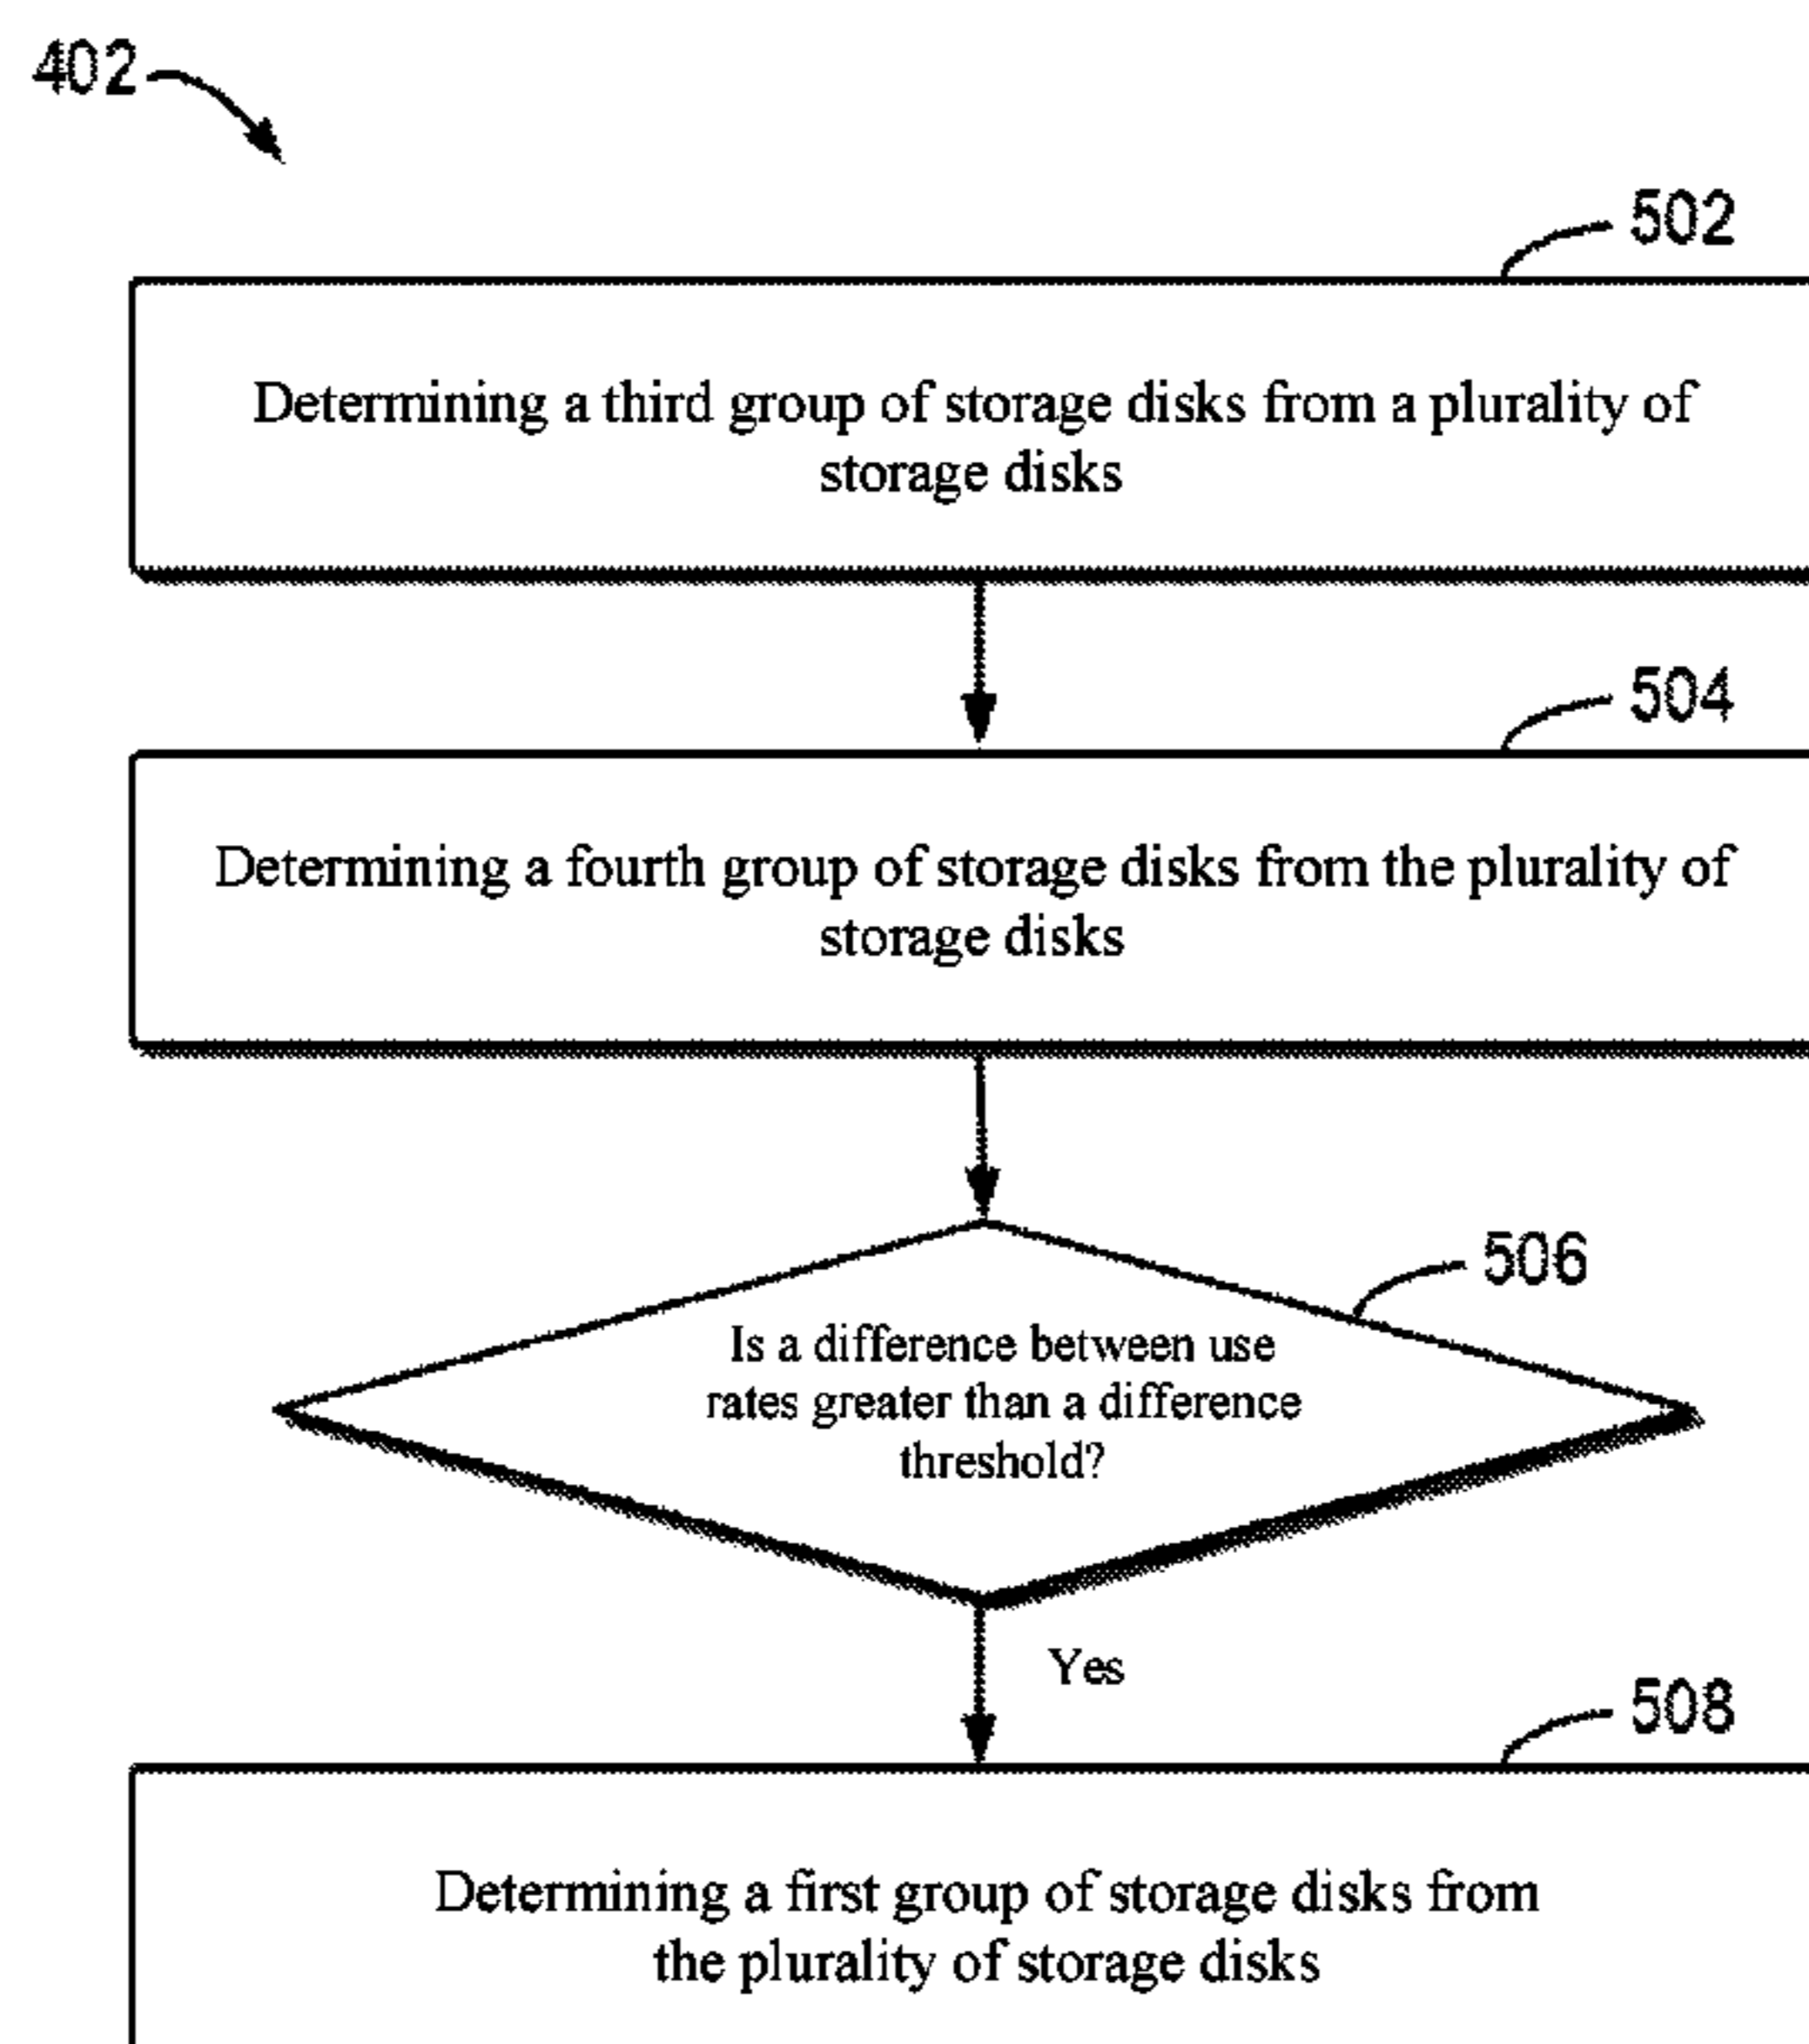 402
502
Determining a third group of storage disks from a plurality of
storage disks
504
Determining a fourth group of storage disks from the plurality of
storage disks
506
Is a difference between use
rates greater than a difference
threshold?
Yes
508
Determining a first group of storage disks from
the plurality of storage disks